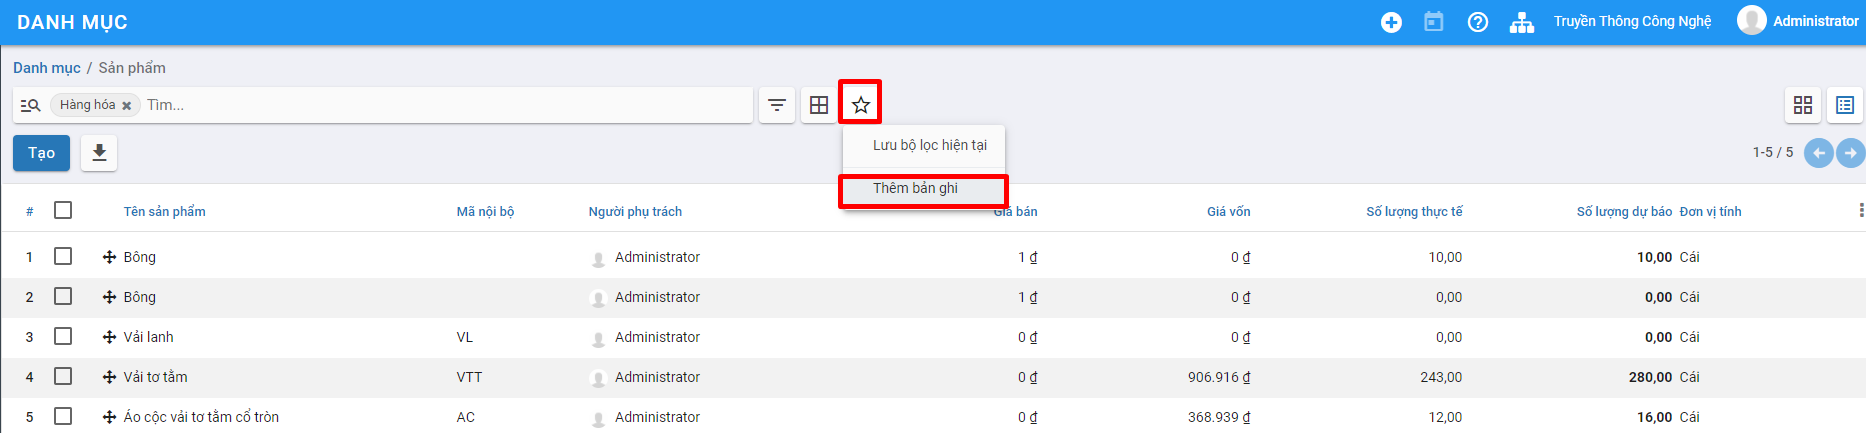 DANH MỤC
Truyền Thông Công Nghệ
Administrator
Danh mục / Sản phẩm
Hàng hóa × Tìm...
Tạo
Lưu bộ lọc hiện tại
Thêm bản ghi
1-5 / 5
# Tên sản phẩm Mã nội bộ Người phụ trách Giá bán Giá vốn Số lượng thực tế Số lượng dự báo Đơn vị tính
1 Bông Administrator 1 ₫ 0 ₫ 10,00 10,00 Cái
2 Bông Administrator 1 ₫ 0 ₫ 0,00 0,00 Cái
3 Vải lanh VL Administrator 0 ₫ 0 ₫ 0,00 0,00 Cái
4 Vải tơ tằm VTT Administrator 0 ₫ 906.916 ₫ 243,00 280,00 Cái
5 Áo cộc vải tơ tằm cổ tròn AC Administrator 0 ₫ 368.939 ₫ 12,00 16,00 Cái